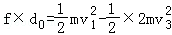 f× d₀=½mv₁²-½× 2mv₃²